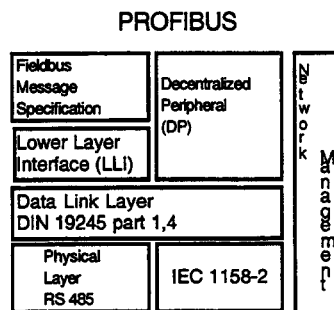 PROFIBUS
Fieldbus
Message
Specification
Decentralized
Peripheral
(DP)
Lower Layer
Interface (LLI)
Data Link Layer
DIN 19245 part 1,4
Physical
Layer
RS 485
IEC 1158-2
Network
Management